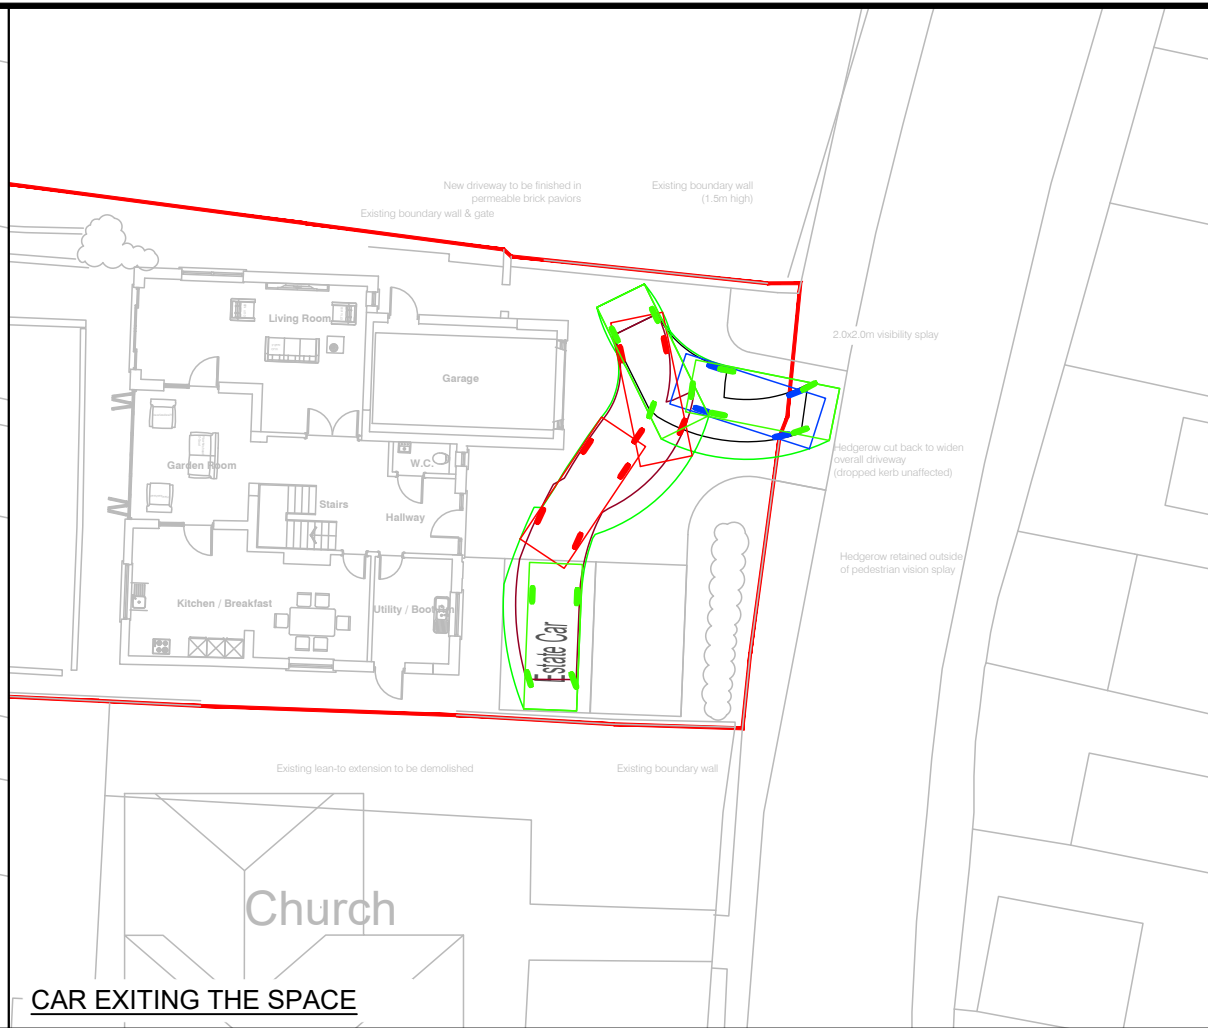 New driveway to be finished in
permeable brick paviors
Existing boundary wall
(1.5m high)
Existing boundary wall & gate
Living Room
2.0x2.0m visibility splay
Garage
Hedgerow cut back to widen
overall driveway
(dropped kerb unaffected)
Garden Room
W.C.
Stairs
Hallway
Hedgerow retained outside
of pedestrian vision splay
Kitchen / Breakfast
Utility /
Estate Car
Existing lean-to extension to be demolished
Existing boundary wall
Church
CAR EXITING THE SPACE